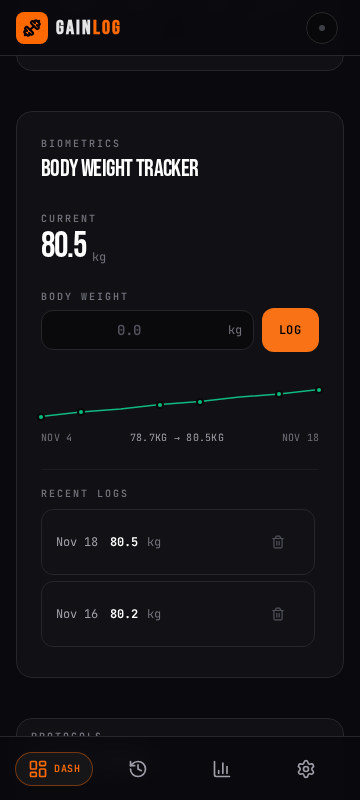 GAINLOG
BIOMETRICS
BODY WEIGHT TRACKER
CURRENT
80.5 kg
BODY WEIGHT
0.0 kg LOG
NOV 4 78.7KG → 80.5KG NOV 18
RECENT LOGS
Nov 18 80.5 kg
Nov 16 80.2 kg
PROTOCOLS
DASH